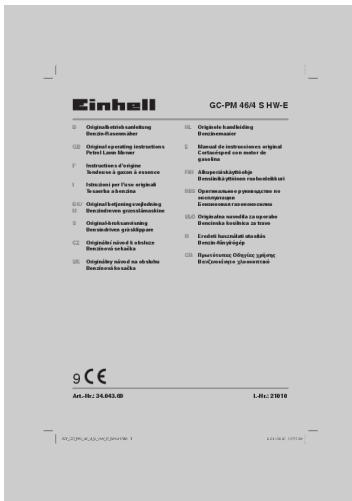 Einhell
GC-PM 46/4 S HW-E
D Originalbetriebsanleitung
Benzin-Rasenmäher
GB Original operating instructions
Petrol Lawn Mower
F Instructions d'origine
Tondeuse à gazon à essence
I Istruzioni per l'uso originali
Tosaerba a benzina
DK/ Original betjeningsvejledning
N Benzindreven græsslåmaskine
S Original-bruksanvisning
Bensindriven gräsklippare
CZ Originální návod k obsluze
Benzínová sekačka
SK Originálny návod na obsluhu
Benzínová kosačka
NL Originele handleiding
Benzinemaaier
E Manual de instrucciones original
Cortacésped con motor de
gasolina
FIN Alkuperäiskäyttöohje
Bensiinikäyttöinen ruohonleikkuri
RUS Оригинальное руководство по
эксплуатации
Бензиновая газонокосилка
SLO Originalna navodila za uporabo
Bencinska kosilnica za travo
H Eredeti használati utasítás
Benzin-fűnyírógép
GR Πρωτότυπες Οδηγίες χρήσης
Βενζινοκίνητο χλοοκοπτικό
9 CE
Art.-Nr.: 34.043.60
I.-Nr.: 21010